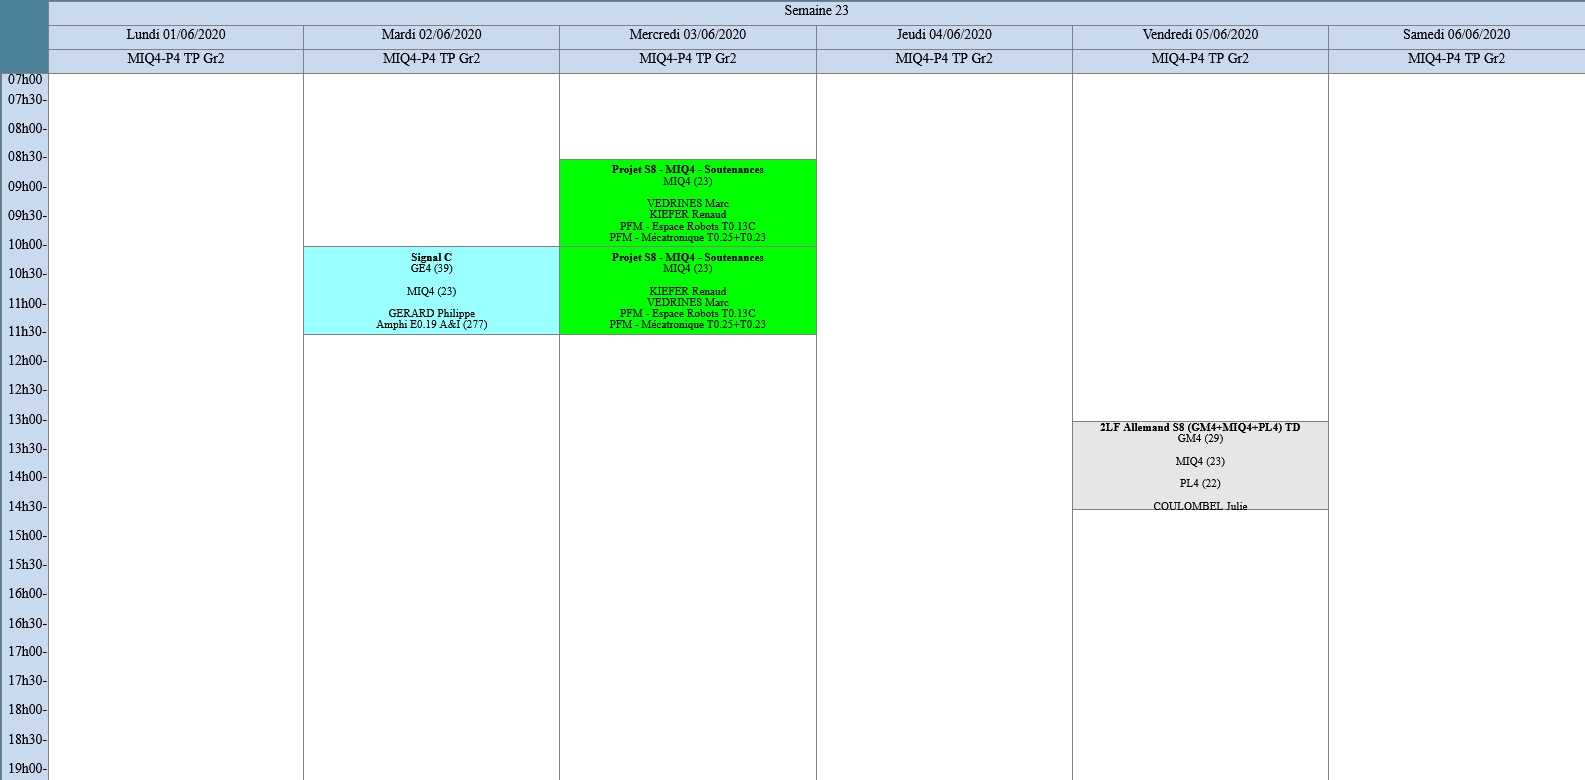 Semaine 23
Lundi 01/06/2020
Mardi 02/06/2020
Mercredi 03/06/2020
Jeudi 04/06/2020
Vendredi 05/06/2020
Samedi 06/06/2020
MIQ4-P4 TP Gr2
MIQ4-P4 TP Gr2
MIQ4-P4 TP Gr2
MIQ4-P4 TP Gr2
MIQ4-P4 TP Gr2
MIQ4-P4 TP Gr2
07h00
07h30-
08h00-
08h30-
09h00-
09h30-
10h00-
10h30-
11h00-
11h30-
12h00-
12h30-
13h00-
13h30-
14h00-
14h30-
15h00-
15h30-
16h00-
16h30-
17h00-
17h30-
18h00-
18h30-
19h00-
Signal C
GE4 (39)
MIQ4 (23)
GERARD Philippe
Amphi E0.19 A&I (277)
Projet S8 - MIQ4 - Soutenances
MIQ4 (23)
VEDRINES Marc
KIEFER Renaud
PFM - Espace Robots T0.13C
PFM - Mécatronique T0.25+T0.23
Projet S8 - MIQ4 - Soutenances
MIQ4 (23)
KIEFER Renaud
VEDRINES Marc
PFM - Espace Robots T0.13C
PFM - Mécatronique T0.25+T0.23
2LF Allemand S8 (GM4+MIQ4+PL4) TD
GM4 (29)
MIQ4 (23)
PL4 (22)
COULOMBEL Julie